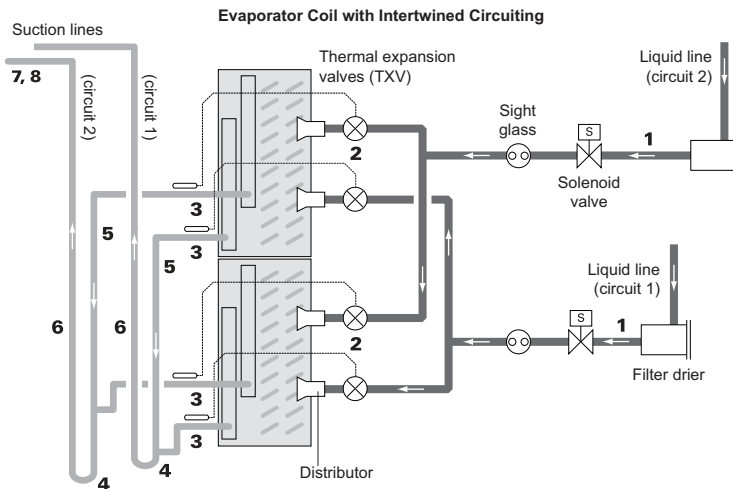 Evaporator Coil with Intertwined Circuiting
Suction lines
7, 8
(circuit 2)
(circuit 1)
Thermal expansion
valves (TXV)
Liquid line
(circuit 2)
Sight
glass
S
1
2
Solenoid
valve
3
5
3
5
Liquid line
(circuit 1)
6
6
2
S
1
Filter drier
3
3
4
4
Distributor